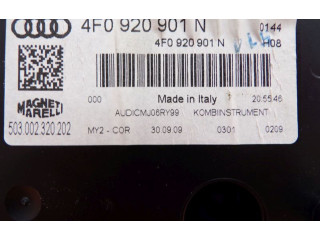 4F0 920 901 N 0144
4F0 920 901 N H08
MAGNETI
MARELLI
503.002.320.202
000 Made in Italy 20:55:46
AUDICMJ06RY99 KOMBIINSTRUMENT
MY2 - COR 30.09.09 0301 0209